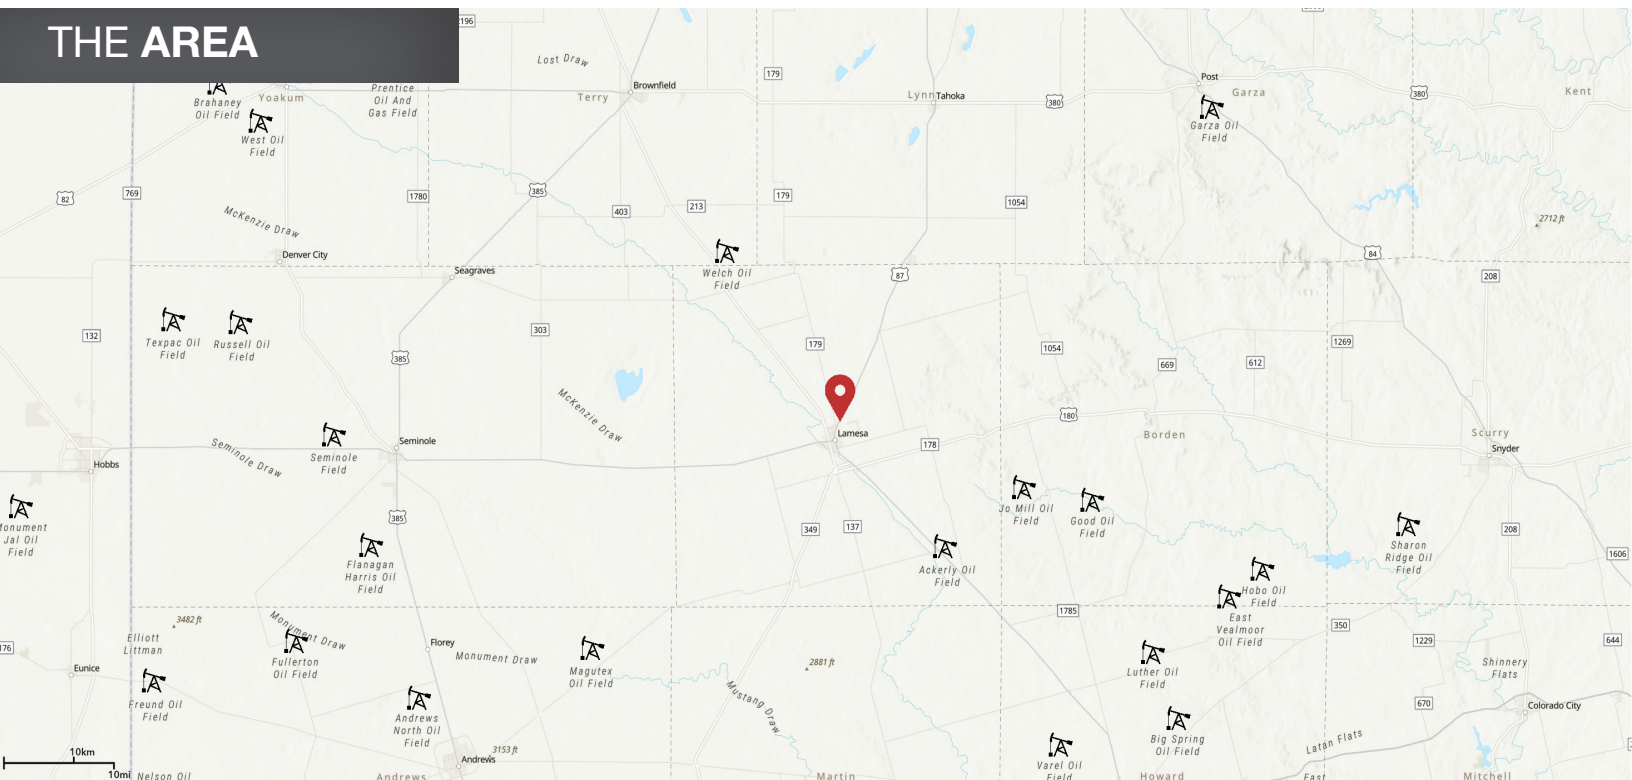 THE AREA
196
Lost Draw
Brownfield
179
Post
Brahaney
Oil Field
Yoakum
Prentice
Oil And
Gas Field
Terry
Lynn
Tahoka
380
Garza
380
Kent
West Oil
Field
Garza Oil
Field
82
769
1780
385
403
213
179
1054
McKenzie Draw
2712 ft
Denver City
Seagraves
Welch Oil
Field
87
84
208
132
Texpac Oil
Field
Russell Oil
Field
303
385
179
1054
669
612
1269
McKenzie Draw
Lamesa
180
Borden
Scurry
Snyder
Seminole
Seminole Draw
Seminole
Field
Hobbs
178
Monument
Jal Oil
Field
385
349
137
Jo Mill Oil
Field
Good Oil
Field
208
Sharon
Ridge Oil
Field
1606
Flanagan
Harris Oil
Field
Ackerly Oil
Field
Hobo Oil
Field
East
Vealmoor
Oil Field
1785
350
1229
644
176
3482 ft
Elliott
Littman
Monument Draw
Fullerton
Oil Field
Florey
Monument Draw
Magutex
Oil Field
2881 ft
Luther Oil
Field
Shinnery
Flats
Eunice
Freund Oil
Field
Andrews
North Oil
Field
Mustang Draw
670
Colorado City
Big Spring
Oil Field
Latan Flats
Varel Oil
Field
3153 ft
Andrews
10km
10mi
Nelson Oil
Andrews
Martin
Howard
East
Mitchell